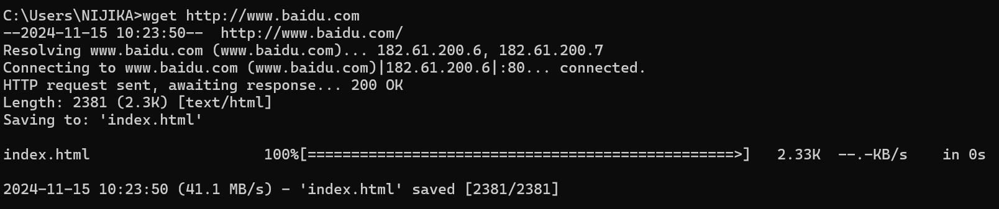 C:\Users\NIJIKA>wget http://www.baidu.com
--2024-11-15 10:23:50--  http://www.baidu.com/
Resolving www.baidu.com (www.baidu.com)... 182.61.200.6, 182.61.200.7
Connecting to www.baidu.com (www.baidu.com)|182.61.200.6|:80... connected.
HTTP request sent, awaiting response... 200 OK
Length: 2381 (2.3K) [text/html]
Saving to: 'index.html'
index.html                    100%[=================================================>]   2.33K  --.-KB/s    in 0s
2024-11-15 10:23:50 (41.1 MB/s) - 'index.html' saved [2381/2381]